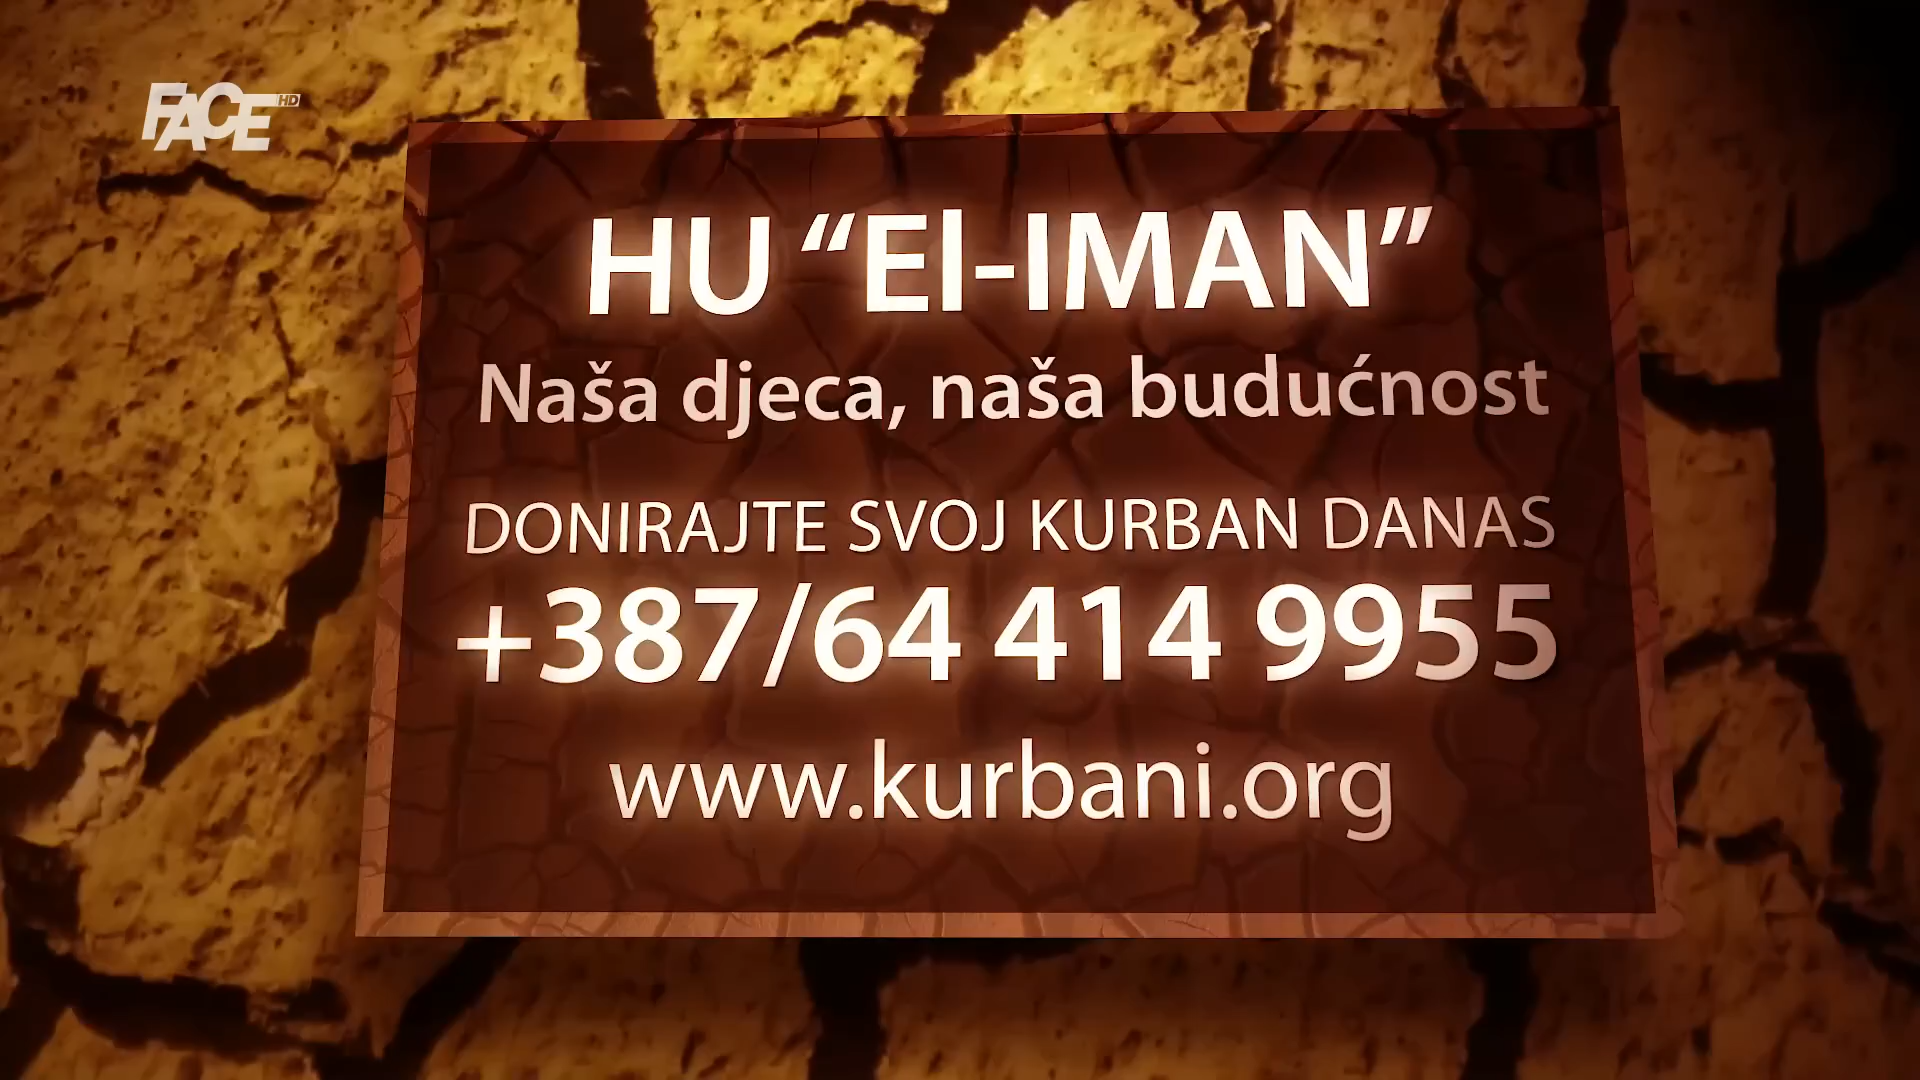 FACE HD
HU “El-IMAN”
Naša djeca, naša budućnost
DONIRAJTE SVOJ KURBAN DANAS
+387/64 414 9955
www.kurbani.org